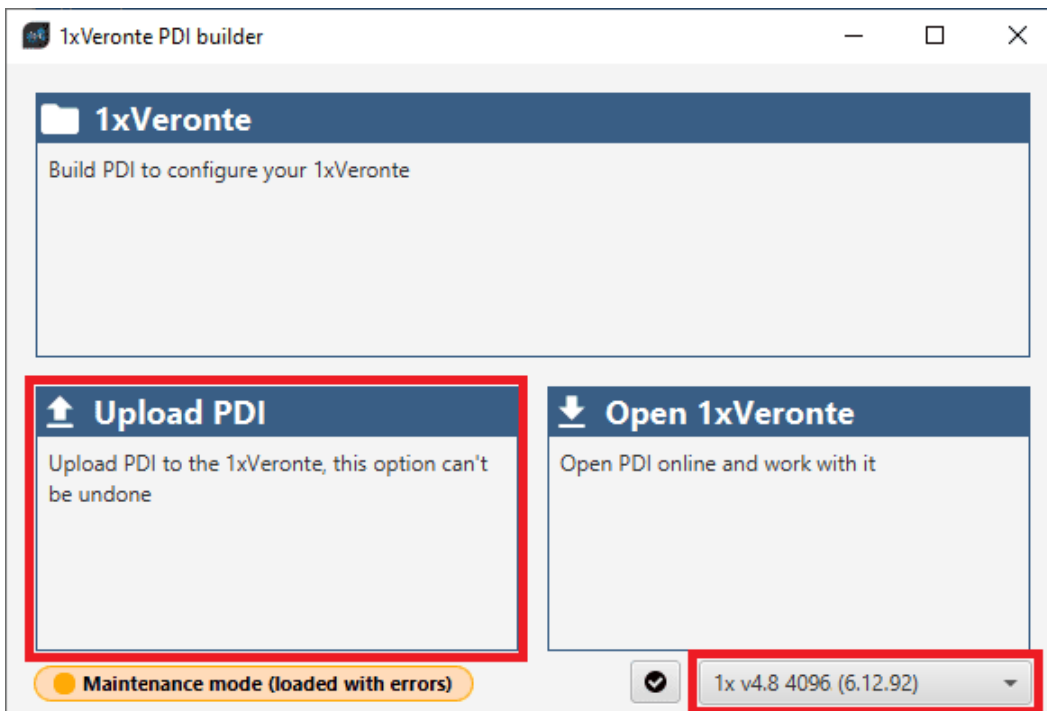 1xVeronte PDI builder
1xVeronte
Build PDI to configure your 1xVeronte
Upload PDI
Upload PDI to the 1xVeronte, this option can't
be undone
Open 1xVeronte
Open PDI online and work with it
Maintenance mode (loaded with errors)
1x v4.8 4096 (6.12.92)